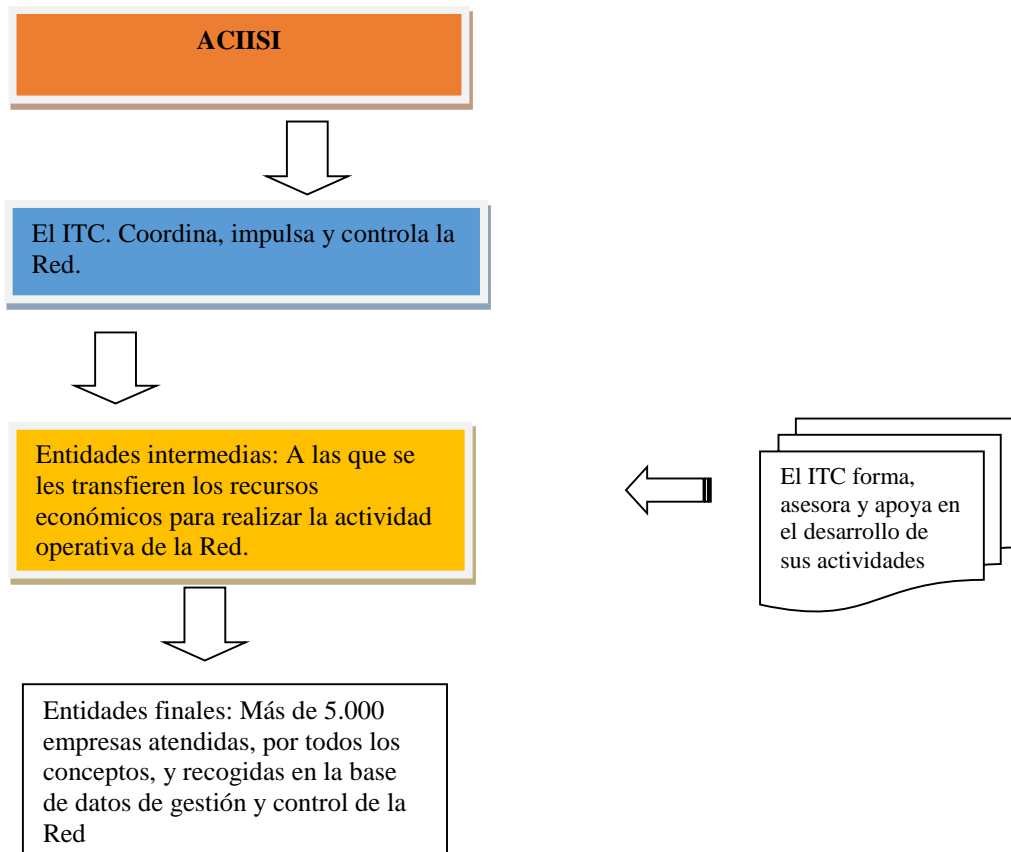 ACIISI
El ITC. Coordina, impulsa y controla la
Red.
Entidades intermedias: A las que se
les transfieren los recursos
económicos para realizar la actividad
operativa de la Red.
El ITC forma,
asesora y apoya en
el desarrollo de
sus actividades
Entidades finales: Más de 5.000
empresas atendidas, por todos los
conceptos, y recogidas en la base
de datos de gestión y control de la
Red